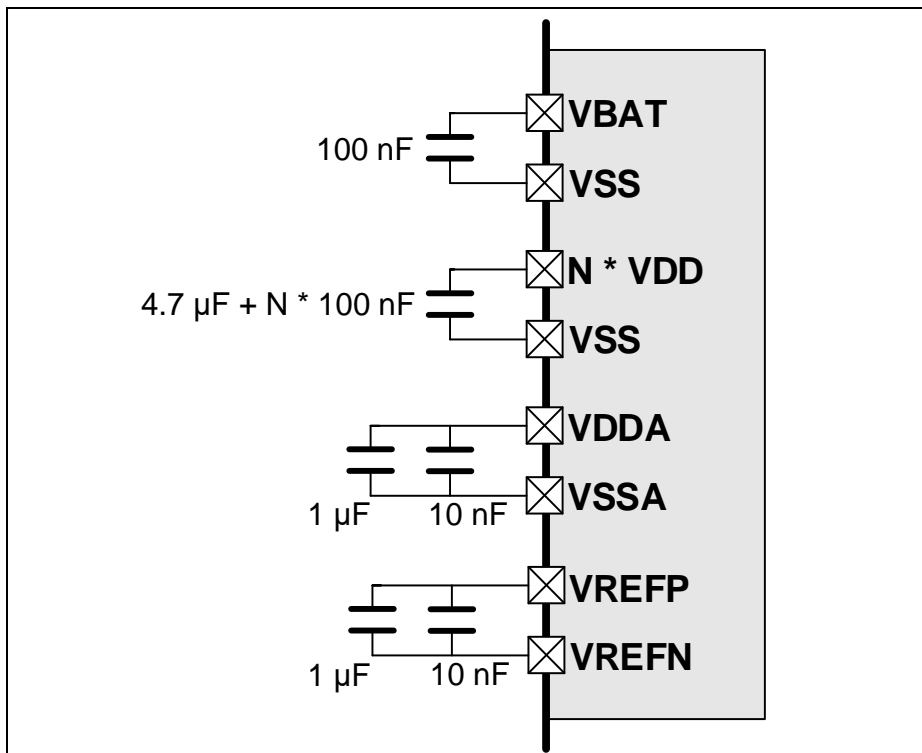 VBAT
100 nF
VSS
N * VDD
4.7 µF + N * 100 nF
VSS
VDDA
VSSA
1 µF
10 nF
VREFP
VREFN
1 µF
10 nF